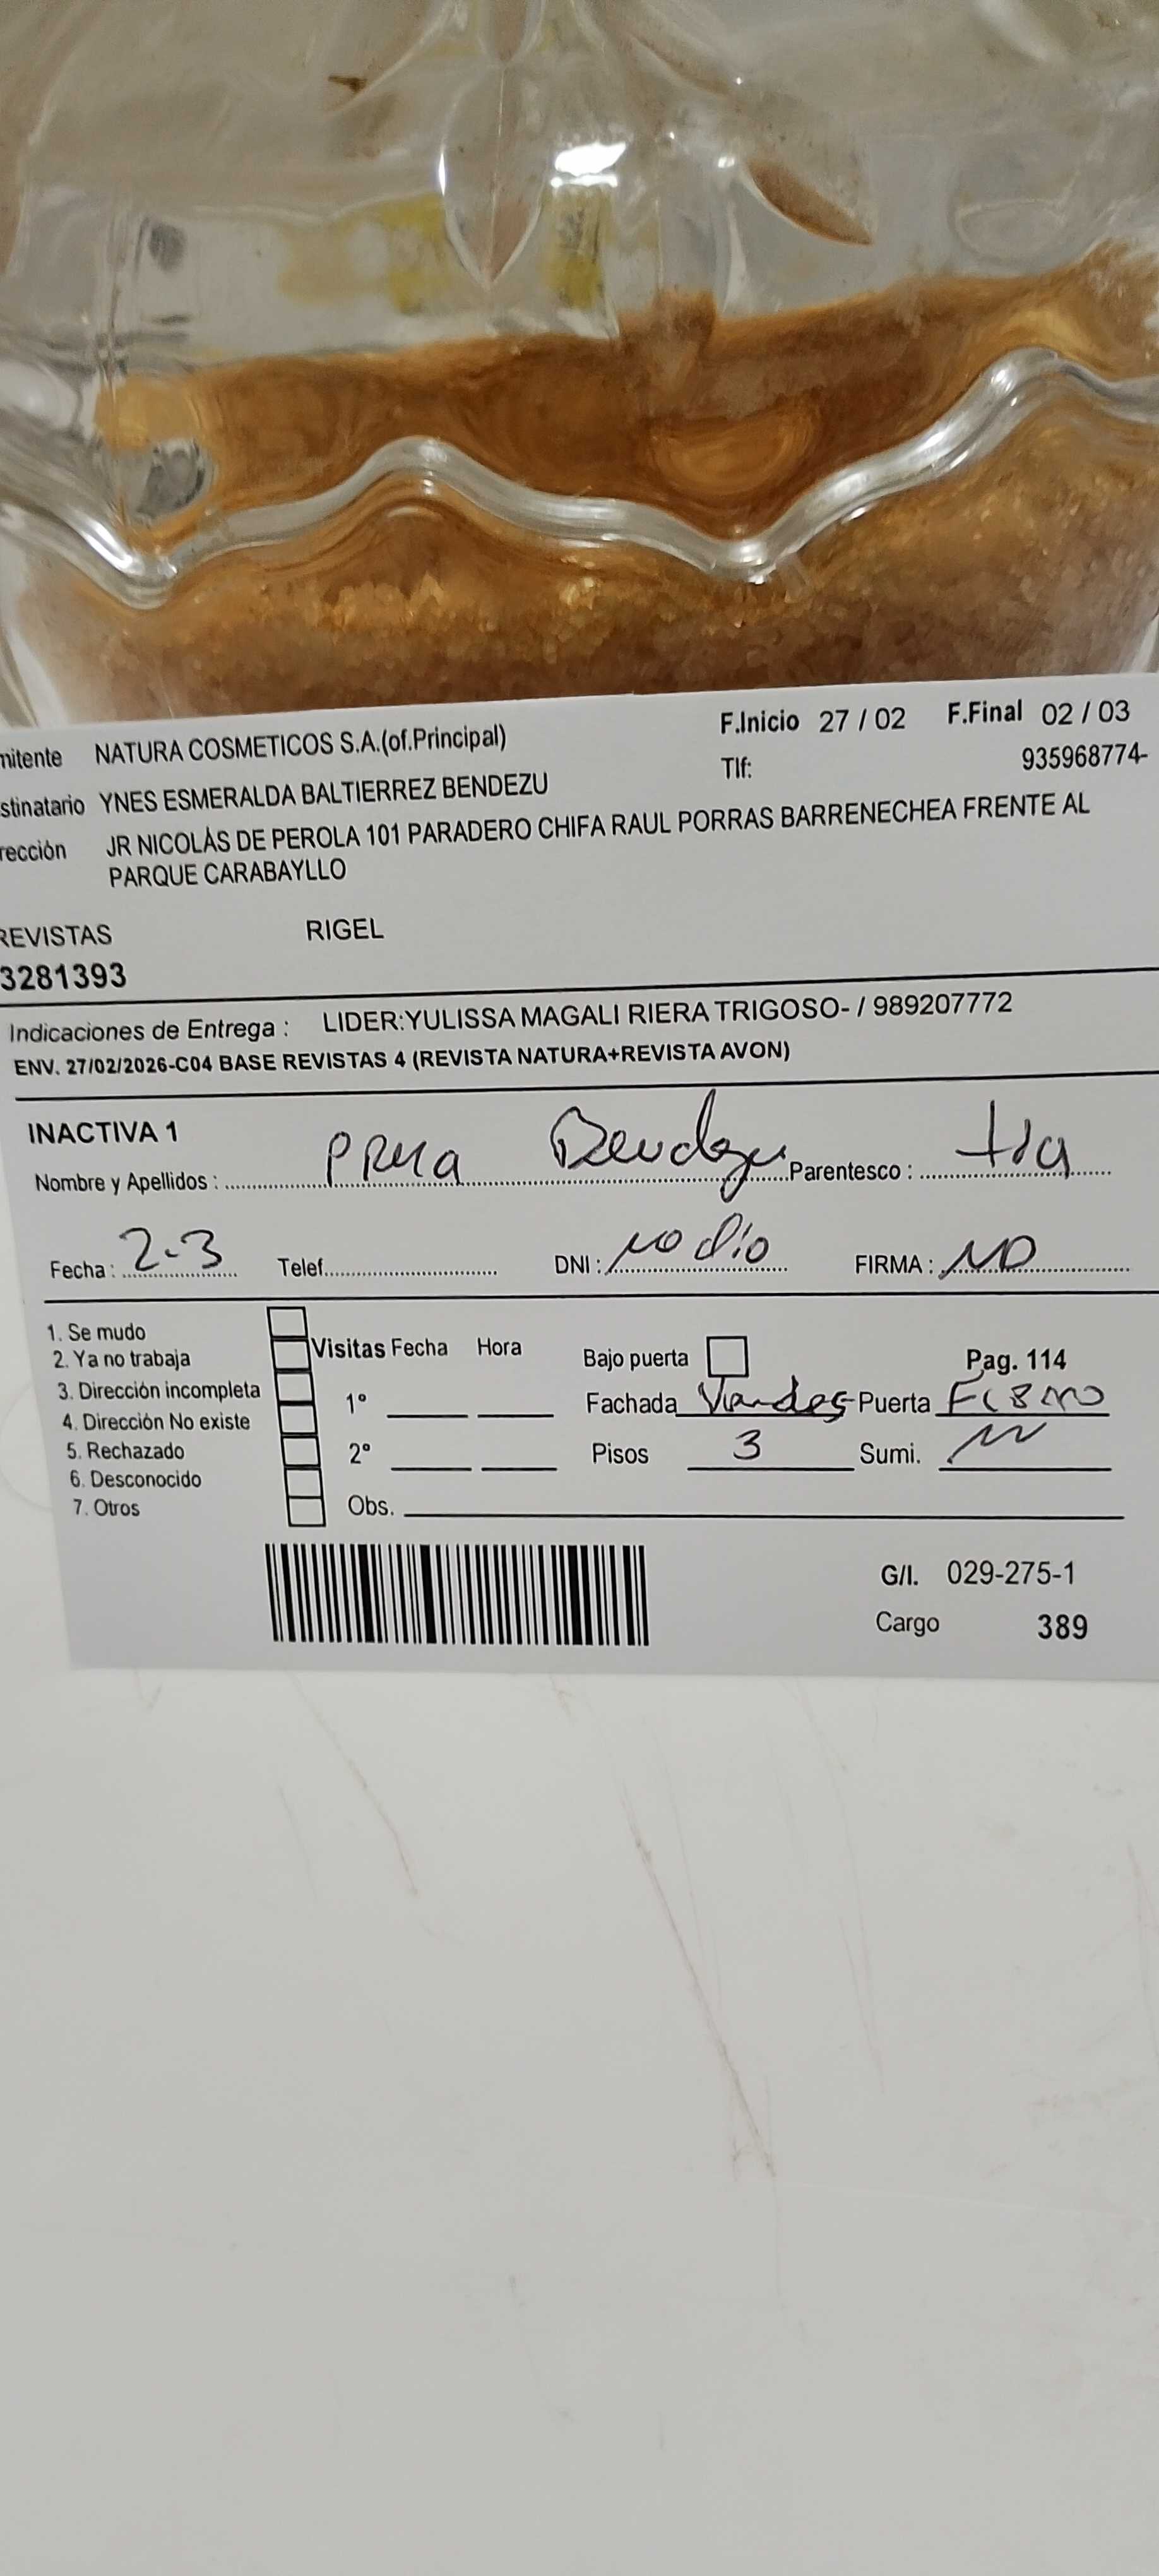 mitente NATURA COSMETICOS S.A.(of.Principal) F.Inicio 27 / 02 F.Final 02 / 03
stinatario YNES ESMERALDA BALTIERREZ BENDEZU Tlf: 935968774-
rección JR NICOLÁS DE PEROLA 101 PARADERO CHIFA RAUL PORRAS BARRENECHEA FRENTE AL
PARQUE CARABAYLLO
REVISTAS RIGEL
3281393
Indicaciones de Entrega : LIDER:YULISSA MAGALI RIERA TRIGOSO- / 989207772
ENV. 27/02/2026-C04 BASE REVISTAS 4 (REVISTA NATURA+REVISTA AVON)
INACTIVA 1
Nombre y Apellidos : Bendezu Parentesco : tia
Fecha : 2-3 Telef. DNI : no dio FIRMA : NO
1. Se mudo
2. Ya no trabaja Visitas Fecha Hora Bajo puerta Pag. 114
3. Dirección incompleta 1° Fachada Puerta
4. Dirección No existe
5. Rechazado 2° Pisos 3 Sumi.
6. Desconocido
7. Otros Obs.
G/I. 029-275-1
Cargo 389